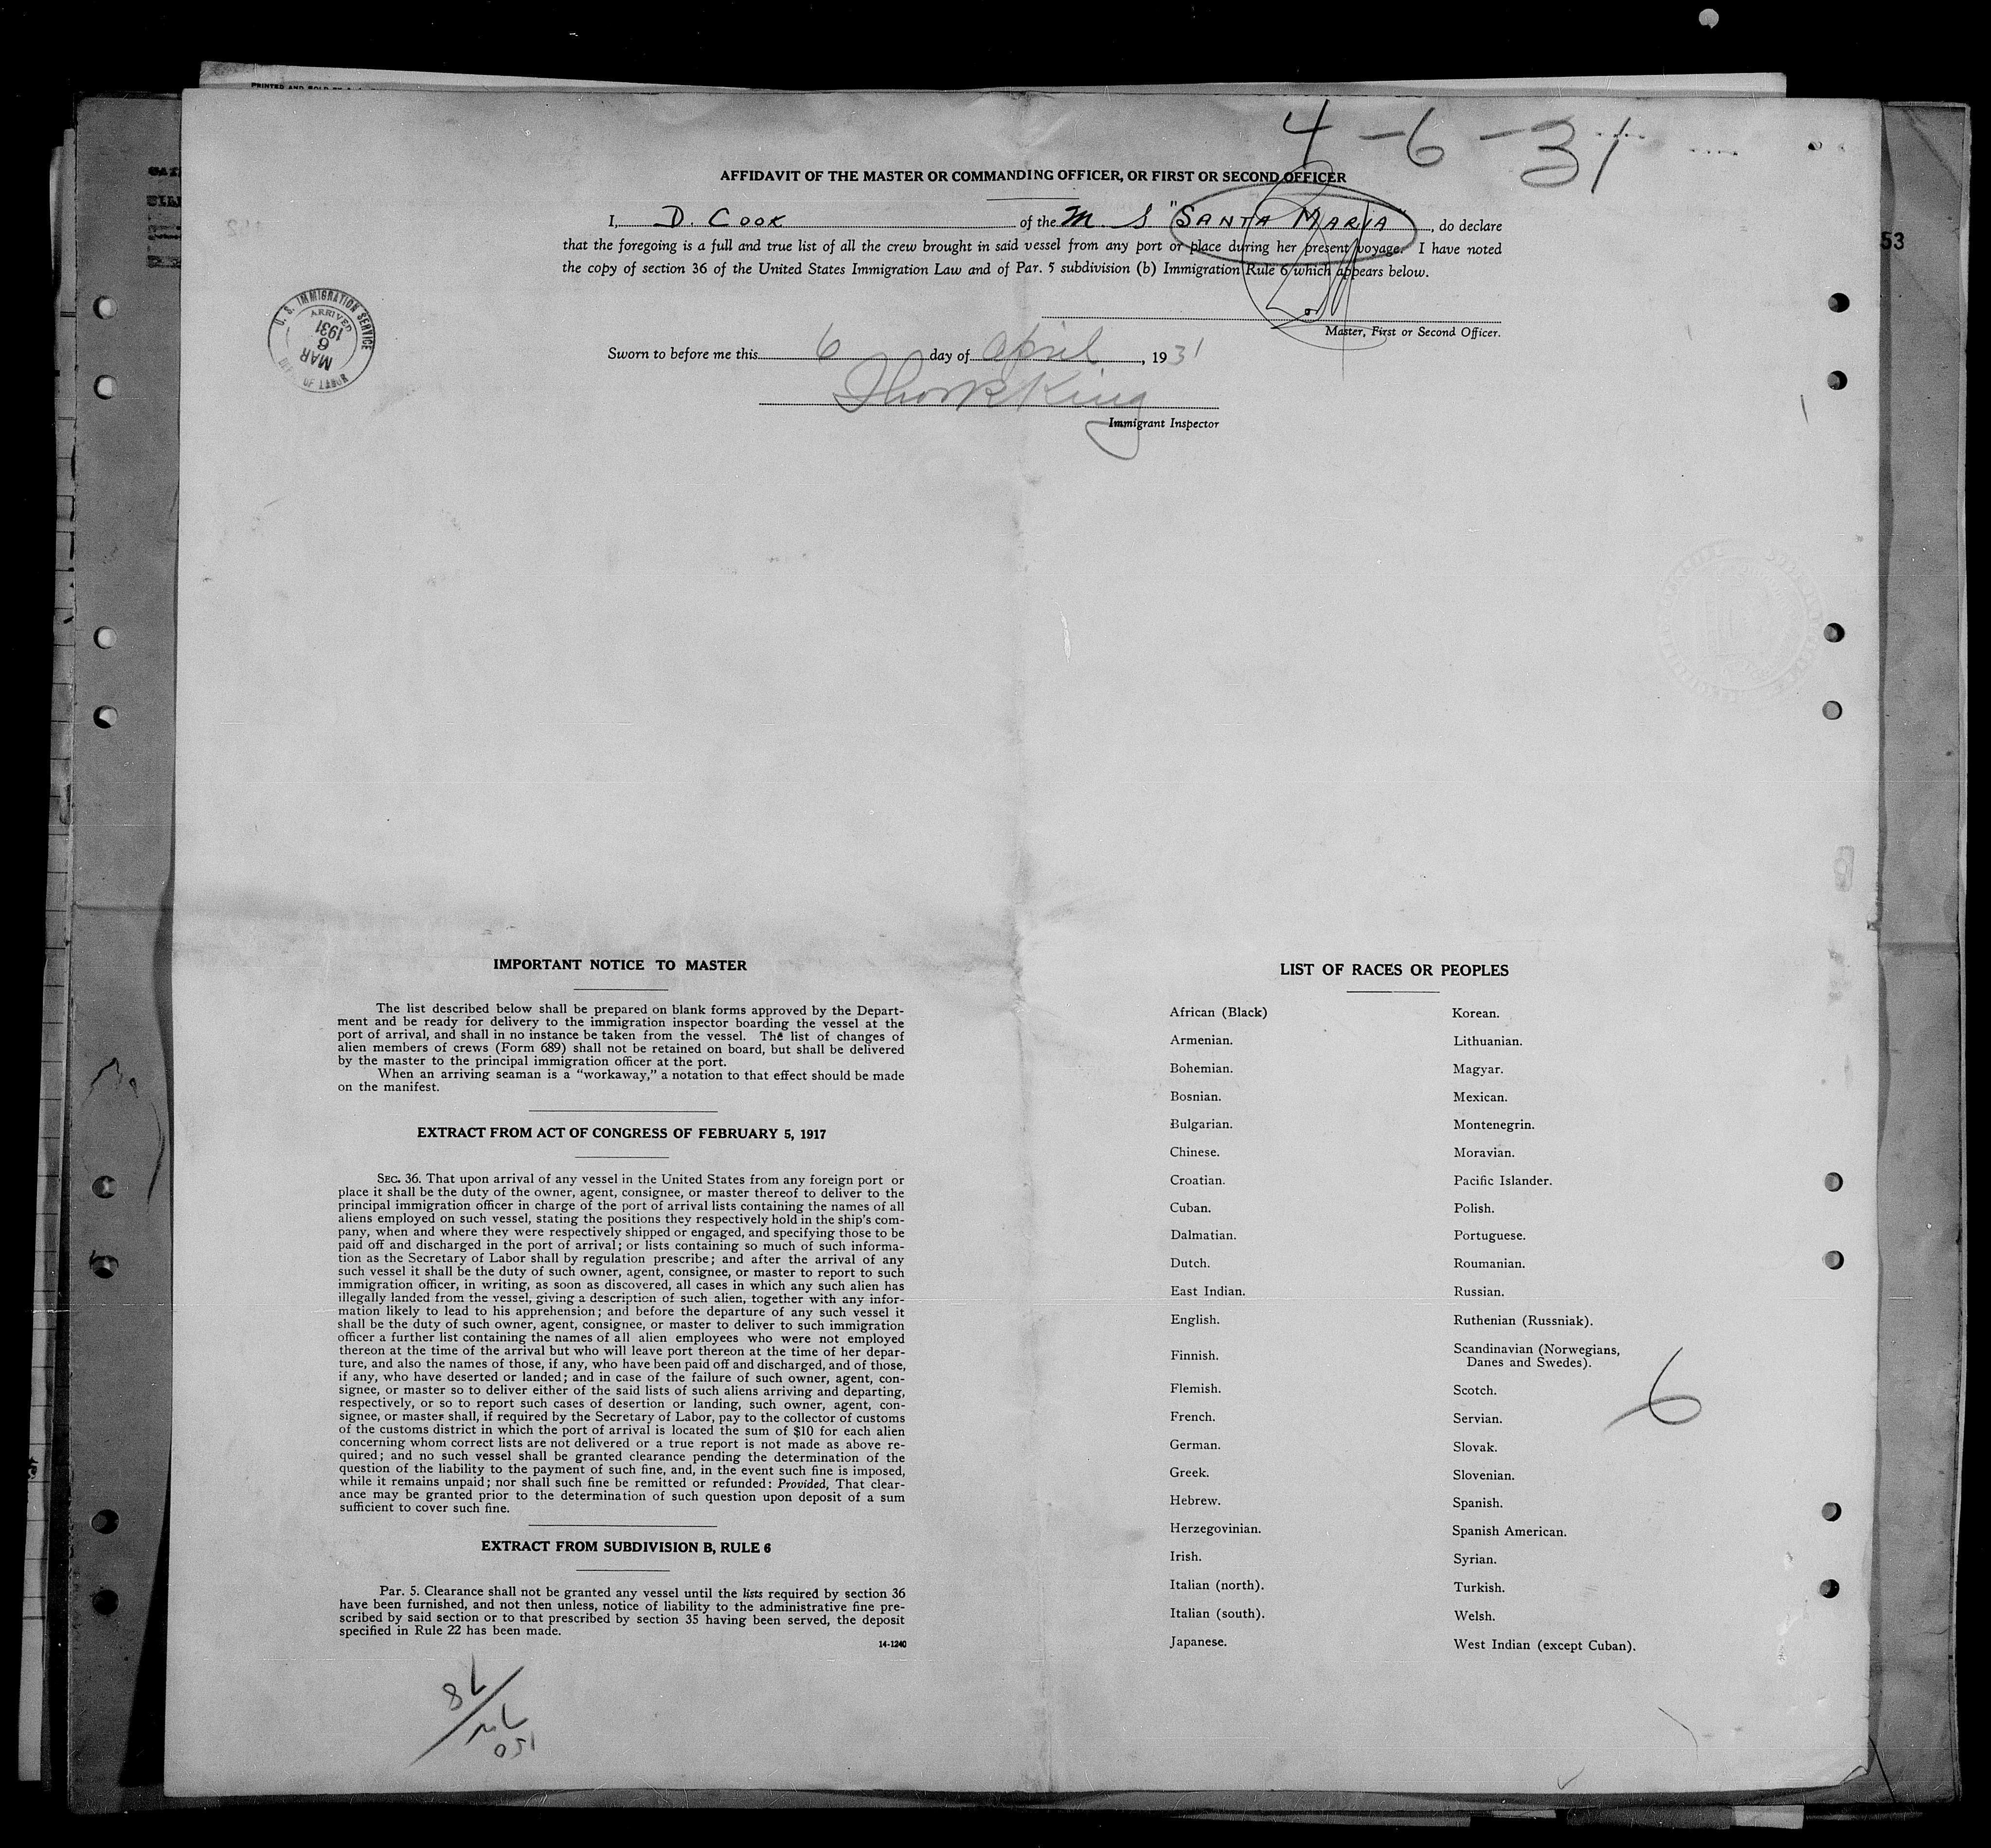 4-6-31
AFFIDAVIT OF THE MASTER OR COMMANDING OFFICER, OR FIRST OR SECOND OFFICER
I, D. Cook of the M. S "SANTA MARIA", do declare
that the foregoing is a full and true list of all the crew brought in said vessel from any port or place during her present voyage. I have noted
the copy of section 36 of the United States Immigration Law and of Par. 5 subdivision (b) Immigration Rule 6 which appears below.
53
Master, First or Second Officer.
U. S. IMMIGRATION SERVICE
ARRIVED
MAR 6 1931
DEPT OF LABOR
Sworn to before me this 6 day of April, 1931
King
Immigrant Inspector
IMPORTANT NOTICE TO MASTER
The list described below shall be prepared on blank forms approved by the Depart-
ment and be ready for delivery to the immigration inspector boarding the vessel at the
port of arrival, and shall in no instance be taken from the vessel. The list of changes of
alien members of crews (Form 689) shall not be retained on board, but shall be delivered
by the master to the principal immigration officer at the port.
When an arriving seaman is a "workaway," a notation to that effect should be made
on the manifest.
EXTRACT FROM ACT OF CONGRESS OF FEBRUARY 5, 1917
SEC. 36. That upon arrival of any vessel in the United States from any foreign port or
place it shall be the duty of the owner, agent, consignee, or master thereof to deliver to the
principal immigration officer in charge of the port of arrival lists containing the names of all
aliens employed on such vessel, stating the positions they respectively hold in the ship's com-
pany, when and where they were respectively shipped or engaged, and specifying those to be
paid off and discharged in the port of arrival; or lists containing so much of such informa-
tion as the Secretary of Labor shall by regulation prescribe; and after the arrival of any
such vessel it shall be the duty of such owner, agent, consignee, or master to report to such
immigration officer, in writing, as soon as discovered, all cases in which any such alien has
illegally landed from the vessel, giving a description of such alien, together with any infor-
mation likely to lead to his apprehension; and before the departure of any such vessel it
shall be the duty of such owner, agent, consignee, or master to deliver to such immigration
officer a further list containing the names of all alien employees who were not employed
thereon at the time of the arrival but who will leave port thereon at the time of her depar-
ture, and also the names of those, if any, who have been paid off and discharged, and of those,
if any, who have deserted or landed; and in case of the failure of such owner, agent, con-
signee, or master so to deliver either of the said lists of such aliens arriving and departing,
respectively, or so to report such cases of desertion or landing, such owner, agent, con-
signee, or master shall, if required by the Secretary of Labor, pay to the collector of customs
of the customs district in which the port of arrival is located the sum of $10 for each alien
concerning whom correct lists are not delivered or a true report is not made as above re-
quired; and no such vessel shall be granted clearance pending the determination of the
question of the liability to the payment of such fine, and, in the event such fine is imposed,
while it remains unpaid; nor shall such fine be remitted or refunded: Provided, That clear-
ance may be granted prior to the determination of such question upon deposit of a sum
sufficient to cover such fine.
EXTRACT FROM SUBDIVISION B, RULE 6
Par. 5. Clearance shall not be granted any vessel until the lists required by section 36
have been furnished, and not then unless, notice of liability to the administrative fine pre-
scribed by said section or to that prescribed by section 35 having been served, the deposit
specified in Rule 22 has been made.
14-1240
LIST OF RACES OR PEOPLES
African (Black)
Armenian.
Bohemian.
Bosnian.
Bulgarian.
Chinese.
Croatian.
Cuban.
Dalmatian.
Dutch.
East Indian.
English.
Finnish.
Flemish.
French.
German.
Greek.
Hebrew.
Herzegovinian.
Irish.
Italian (north).
Italian (south).
Japanese.
Korean.
Lithuanian.
Magyar.
Mexican.
Montenegrin.
Moravian.
Pacific Islander.
Polish.
Portuguese.
Roumanian.
Russian.
Ruthenian (Russniak).
Scandinavian (Norwegians,
Danes and Swedes).
Scotch.
Servian.
Slovak.
Slovenian.
Spanish.
Spanish American.
Syrian.
Turkish.
Welsh.
West Indian (except Cuban).
6